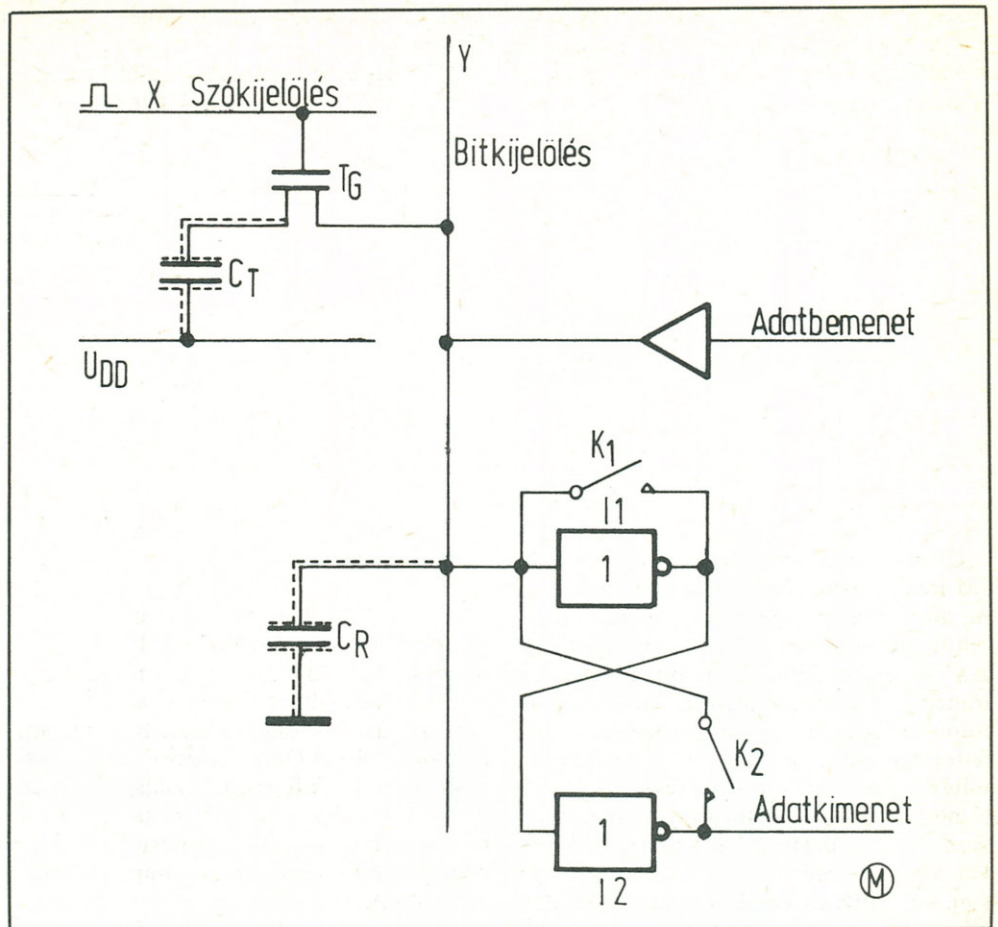 X Szókijelölés
Y
Bitkijelölés
TG
CT
UDD
Adatbemenet
K1
I1
1
CR
K2
Adatkimenet
1
I2
M